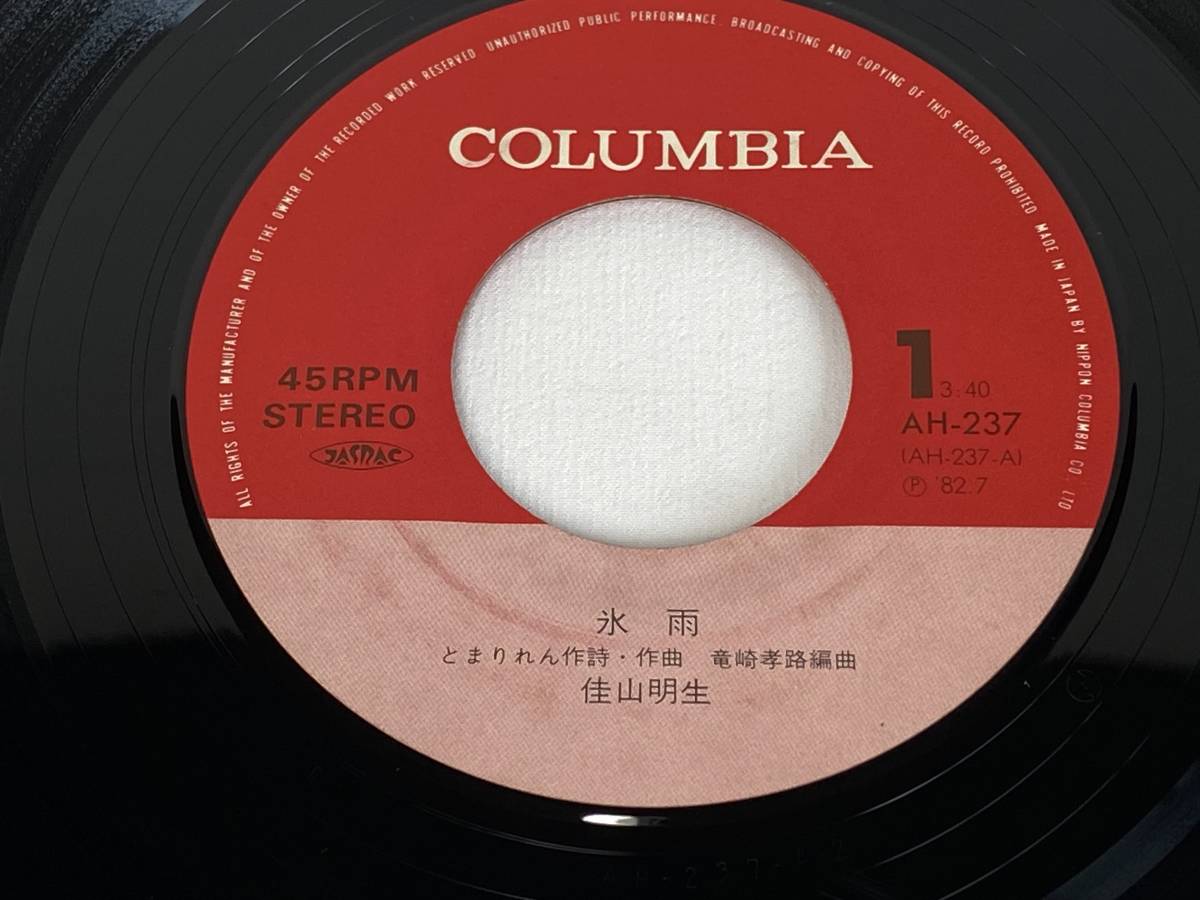 ALL RIGHTS OF THE MANUFACTURER AND OF THE OWNER OF THE RECORDED WORK RESERVED UNAUTHORIZED PUBLIC PERFORMANCE. BROADCASTING AND COPYING OF THIS RECORD PROHIBITED MADE IN JAPAN BY NIPPON COLUMBIA CO., LTD
COLUMBIA
45RPM
STEREO
JASRAC
1 3:40
AH-237
(AH-237-A)
Ⓟ '82.7
氷 雨
とまりれん作詩・作曲 竜崎孝路編曲
佳山明生